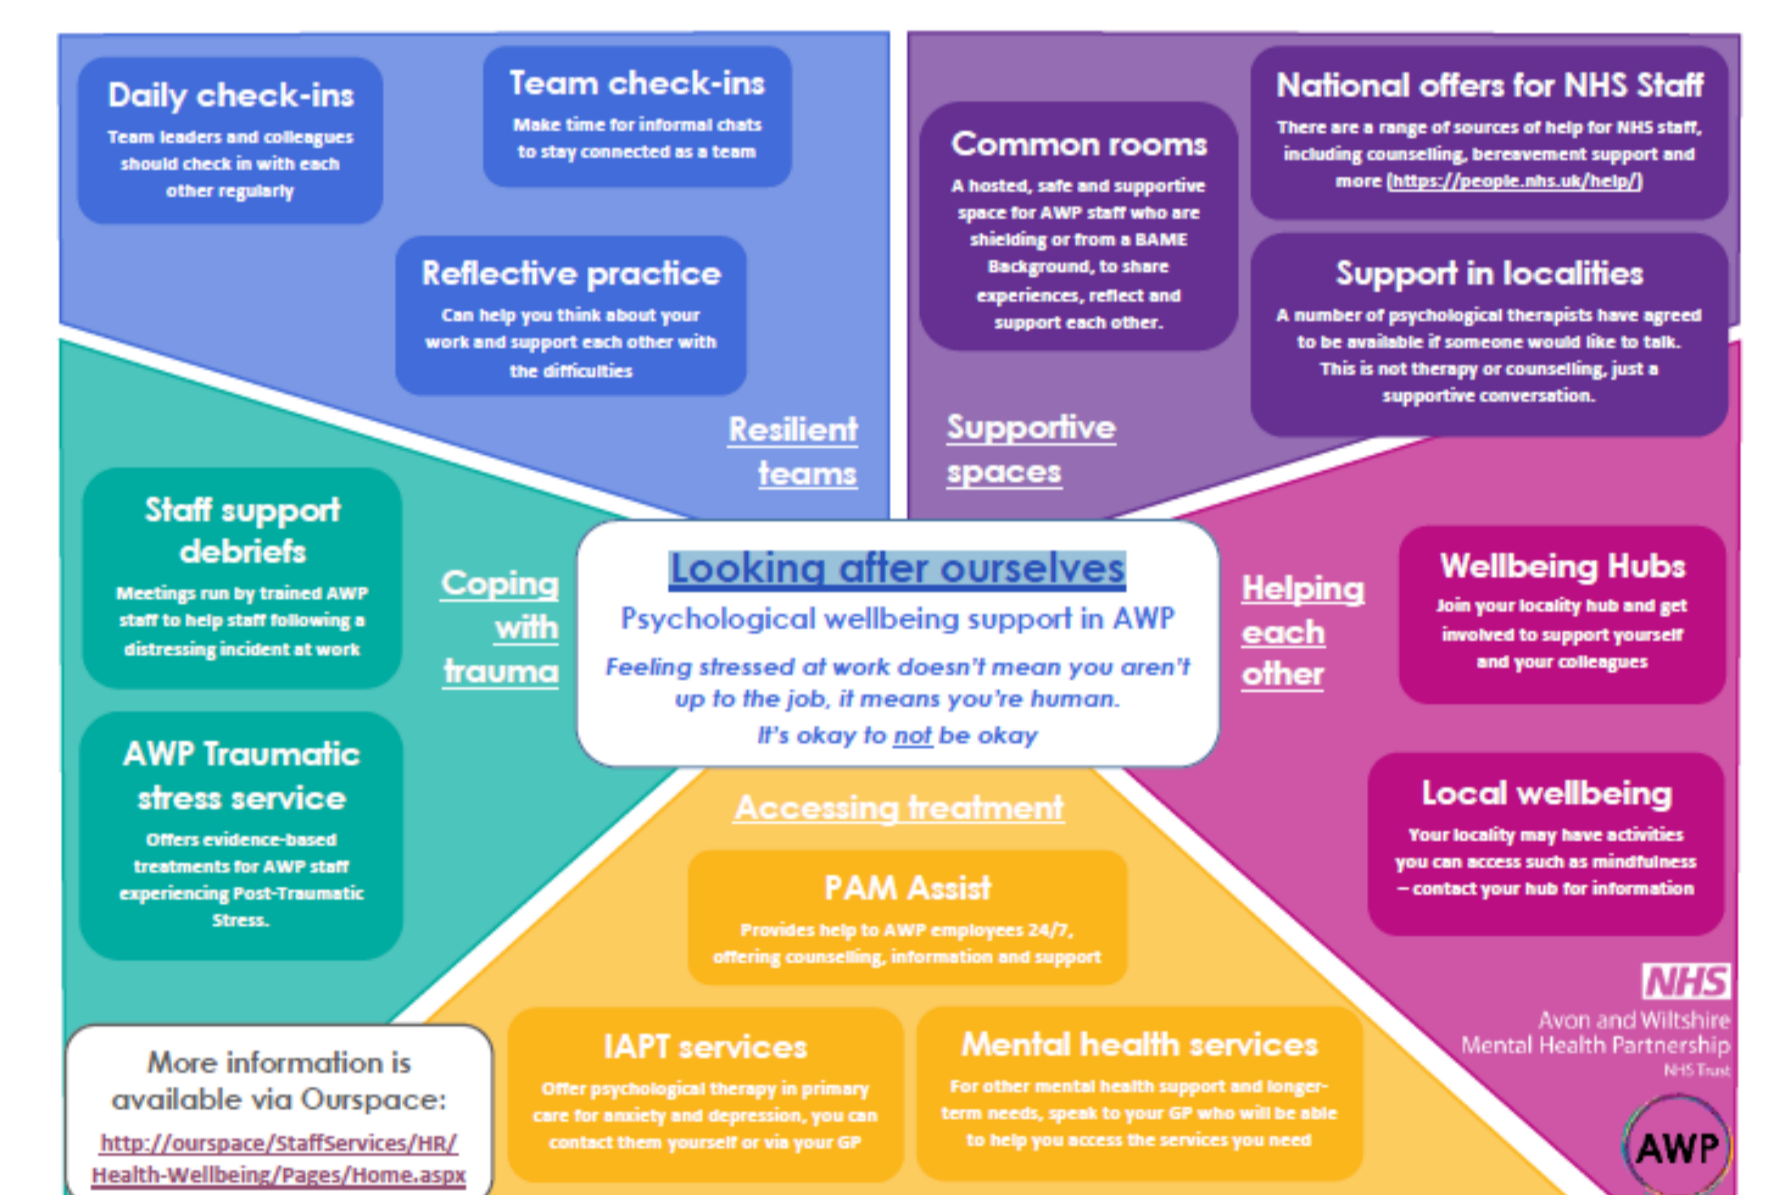 Daily check-ins
Team leaders and colleagues
should check in with each
other regularly
Team check-ins
Make time for informal chats
to stay connected as a team
Reflective practice
Can help you think about your
work and support each other with
the difficulties
Resilient
teams
Common rooms
A hosted, safe and supportive
space for AWP staff who are
shielding or from a BAME
Background, to share
experiences, reflect and
support each other.
National offers for NHS Staff
There are a range of sources of help for NHS staff,
including counselling, bereavement support and
more (https://people.nhs.uk/help/)
Support in localities
A number of psychological therapists have agreed
to be available if someone would like to talk.
This is not therapy or counselling, just a
supportive conversation.
Supportive
spaces
Staff support
debriefs
Meetings run by trained AWP
staff to help staff following a
distressing incident at work
AWP Traumatic
stress service
Offers evidence-based
treatments for AWP staff
experiencing Post-Traumatic
Stress.
Coping
with
trauma
Looking after ourselves
Psychological wellbeing support in AWP
Feeling stressed at work doesn't mean you aren't
up to the job, it means you're human.
It's okay to not be okay
Helping
each
other
Wellbeing Hubs
Join your locality hub and get
involved to support yourself
and your colleagues
Local wellbeing
Your locality may have activities
you can access such as mindfulness
– contact your hub for information
Accessing treatment
PAM Assist
Provides help to AWP employees 24/7,
offering counselling, information and support
IAPT services
Offer psychological therapy in primary
care for anxiety and depression, you can
contact them yourself or via your GP
Mental health services
For other mental health support and longer-
term needs, speak to your GP who will be able
to help you access the services you need
More information is
available via Ourspace:
http://ourspace/StaffServices/HR/
Health-Wellbeing/Pages/Home.aspx
NHS
Avon and Wiltshire
Mental Health Partnership
NHS Trust
AWP